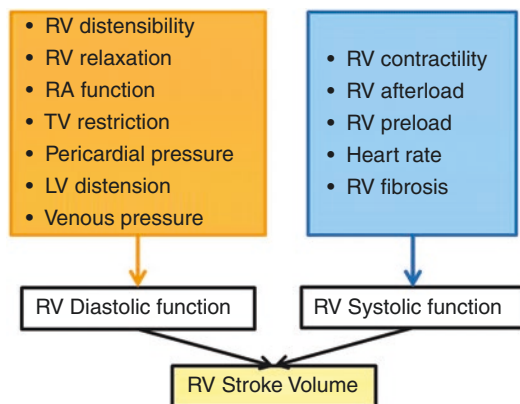 • RV distensibility
• RV relaxation
• RA function
• TV restriction
• Pericardial pressure
• LV distension
• Venous pressure
• RV contractility
• RV afterload
• RV preload
• Heart rate
• RV fibrosis
RV Diastolic function
RV Systolic function
RV Stroke Volume